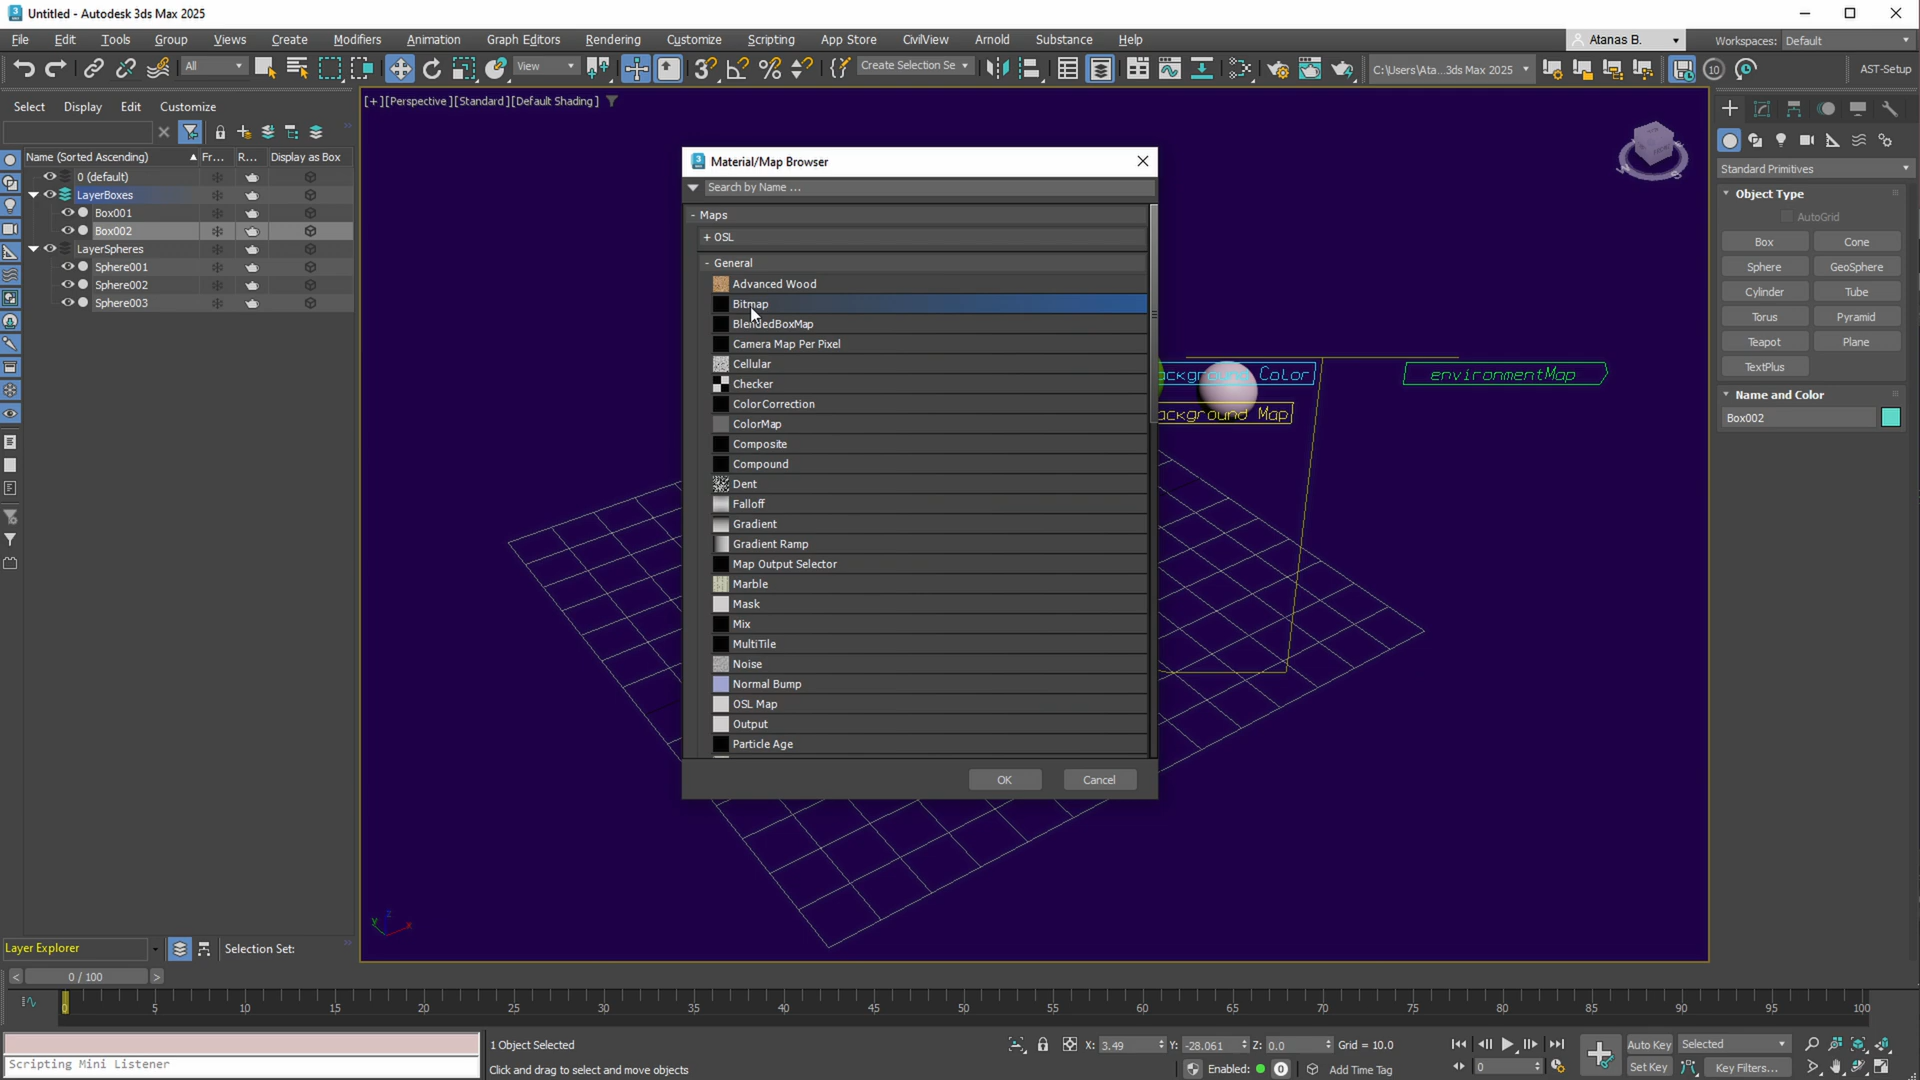 Untitled - Autodesk 3ds Max 2025
File Edit Tools Group Views Create Modifiers Animation Graph Editors Rendering Customize Scripting App Store CivilView Arnold Substance Help Atanas B. Workspaces: Default
All View Create Selection Se C:\Users\Ata...3ds Max 2025 10 AST-Setup
Select Display Edit Customize
[+][Perspective][Standard][Default Shading]
Name (Sorted Ascending) Fr... R... Display as Box
0 (default)
LayerBoxes
Box001
Box002
LayerSpheres
Sphere001
Sphere002
Sphere003
Material/Map Browser
Search by Name ...
- Maps
+ OSL
- General
Advanced Wood
Bitmap
BlendedBoxMap
Camera Map Per Pixel
Cellular
Checker
ColorCorrection
ColorMap
Composite
Compound
Dent
Falloff
Gradient
Gradient Ramp
Map Output Selector
Marble
Mask
Mix
MultiTile
Noise
Normal Bump
OSL Map
Output
Particle Age
OK Cancel
ackground Color
ackground Map
environmentMap
Standard Primitives
Object Type
AutoGrid
Box Cone
Sphere GeoSphere
Cylinder Tube
Torus Pyramid
Teapot Plane
TextPlus
Name and Color
Box002
z
y
x
Layer Explorer Selection Set:
< 0 / 100 >
0 5 10 15 20 25 30 35 40 45 50 55 60 65 70 75 80 85 90 95 100
1 Object Selected X: 3.49 Y: -28.061 Z: 0.0 Grid = 10.0 Auto Key Selected
Scripting Mini Listener Click and drag to select and move objects Enabled: 0 Add Time Tag 0 Set Key Key Filters...